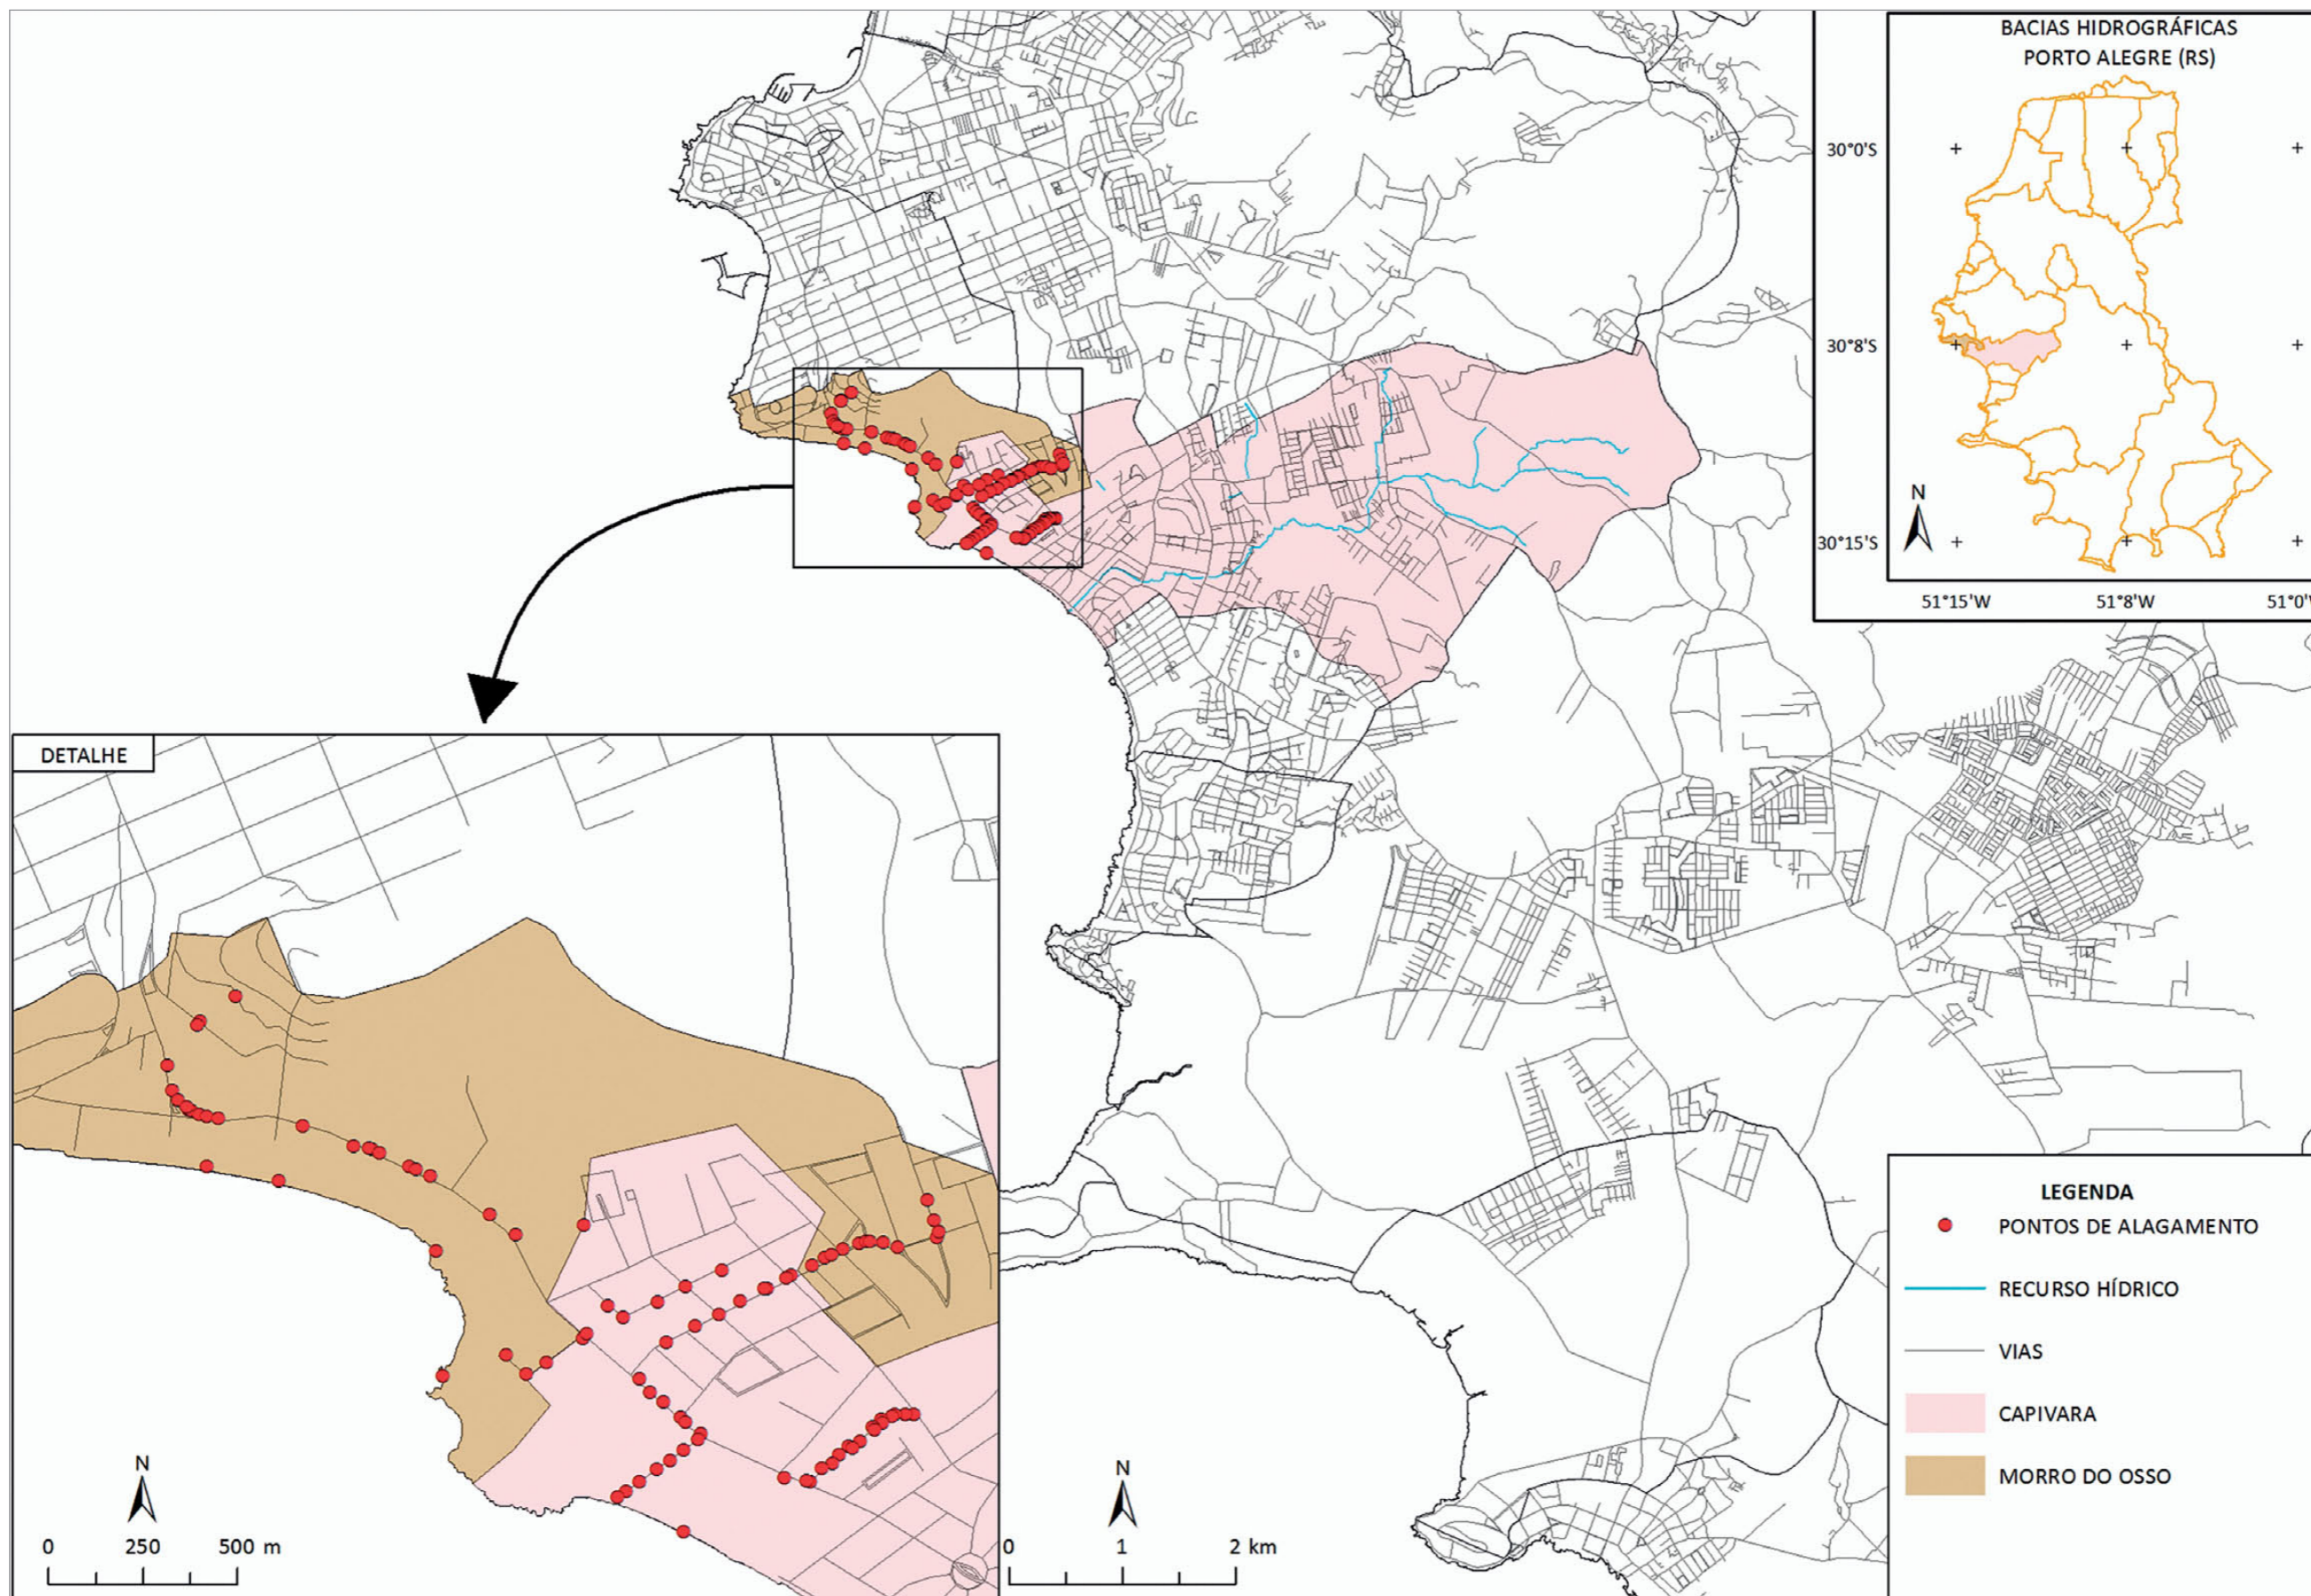 BACIAS HIDROGRÁFICAS
PORTO ALEGRE (RS)
30°0'S
30°8'S
30°15'S
N
51°15'W
51°8'W
51°0'
DETALHE
N
0 250 500 m
N
0 1 2 km
LEGENDA
PONTOS DE ALAGAMENTO
RECURSO HÍDRICO
VIAS
CAPIVARA
MORRO DO OSSO